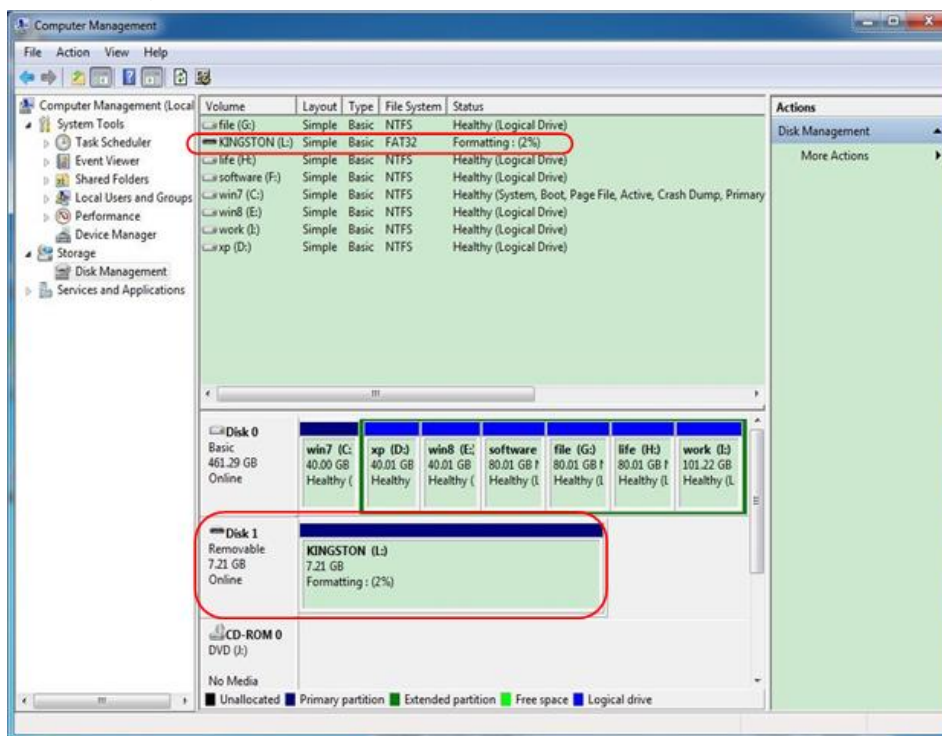 Computer Management
File Action View Help
Computer Management (Local
System Tools
Task Scheduler
Event Viewer
Shared Folders
Local Users and Groups
Performance
Device Manager
Storage
Disk Management
Services and Applications
Volume Layout Type File System Status
file (G:) Simple Basic NTFS Healthy (Logical Drive)
KINGSTON (L:) Simple Basic FAT32 Formatting : (2%)
life (H:) Simple Basic NTFS Healthy (Logical Drive)
software (F:) Simple Basic NTFS Healthy (Logical Drive)
win7 (C:) Simple Basic NTFS Healthy (System, Boot, Page File, Active, Crash Dump, Primary
win8 (E:) Simple Basic NTFS Healthy (Logical Drive)
work (I:) Simple Basic NTFS Healthy (Logical Drive)
xp (D:) Simple Basic NTFS Healthy (Logical Drive)
Actions
Disk Management
More Actions
Disk 0
Basic
461.29 GB
Online
win7 (C:
40.00 GB
Healthy (
xp (D:)
40.01 GB
Healthy
win8 (E:
40.01 GB
Healthy (
software
80.01 GB
Healthy (L
file (G:)
80.01 GB
Healthy (L
life (H:)
80.01 GB
Healthy (L
work (I:)
101.22 GB
Healthy (L
Disk 1
Removable
7.21 GB
Online
KINGSTON (L:)
7.21 GB
Formatting : (2%)
CD-ROM 0
DVD (J:)
No Media
Unallocated Primary partition Extended partition Free space Logical drive